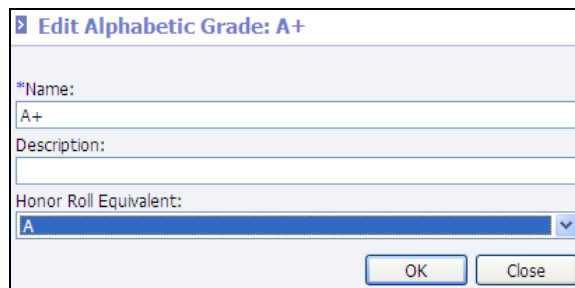 Edit Alphabetic Grade: A+
*Name:
A+
Description:
Honor Roll Equivalent:
A
OK Close